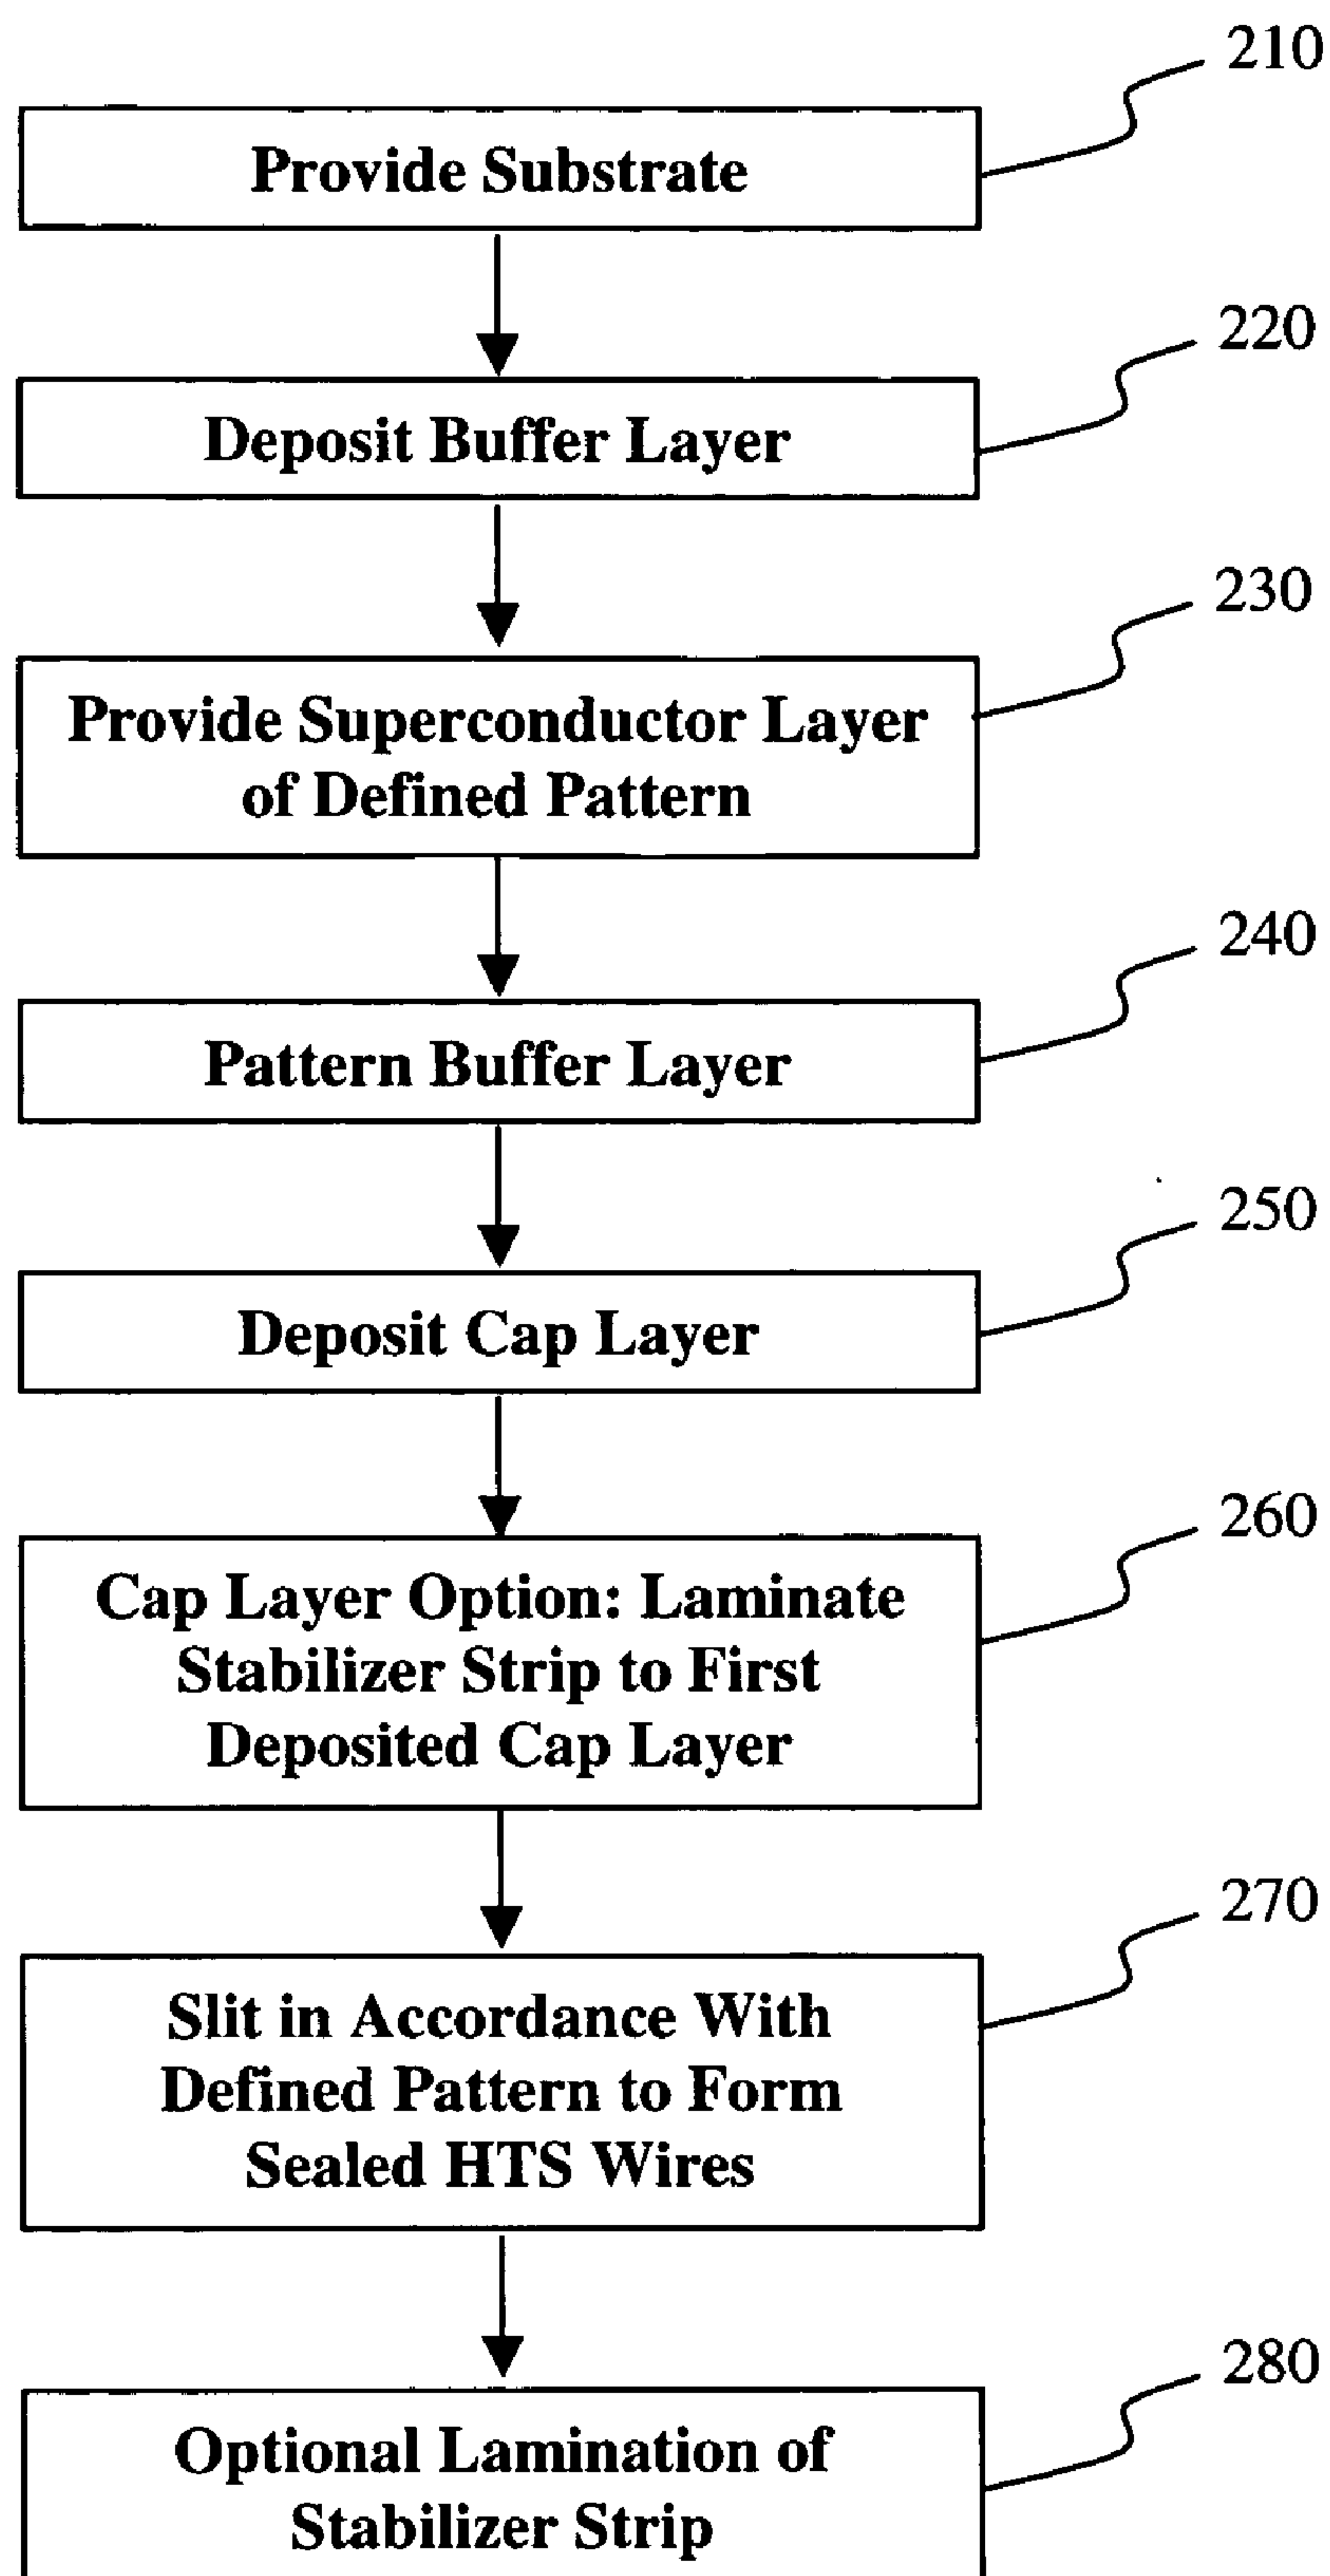 210
Provide Substrate
220
Deposit Buffer Layer
230
Provide Superconductor Layer
of Defined Pattern
240
Pattern Buffer Layer
250
Deposit Cap Layer
260
Cap Layer Option: Laminate
Stabilizer Strip to First
Deposited Cap Layer
270
Slit in Accordance With
Defined Pattern to Form
Sealed HTS Wires
280
Optional Lamination of
Stabilizer Strip